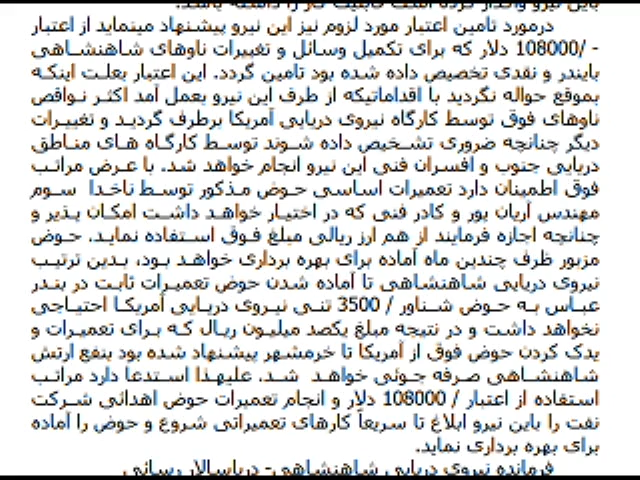 باین نیرو واگذار کرده است قابلیت کار را داشته باشد.
درمورد تامین اعتبار مورد لزوم نیز این نیرو پیشنهاد مینماید از اعتبار
- /108000 دلار که برای تکمیل وسائل و تغییرات ناوهای شاهنشاهی
بایندر و نقدی تخصیص داده شده بود تامین گردد. این اعتبار بعلت اینکه
بموقع حواله نگردید با اقداماتیکه از طرف این نیرو بعمل آمد اکثر نواقص
ناوهای فوق توسط کارگاه نیروی دریایی آمریکا برطرف گردید و تغییرات
دیگر چنانچه ضروری تشخیص داده شوند توسط کارگاه های مناطق
دریایی جنوب و افسران فنی این نیرو انجام خواهد شد. با عرض مراتب
فوق اطمینان دارد تعمیرات اساسی حوض مذکور توسط ناخدا سوم
مهندس آریان پور و کادر فنی که در اختیار خواهد داشت امکان پذیر و
چنانچه اجازه فرمایند از هم ارز ریالی مبلغ فوق استفاده نماید. حوض
مزبور ظرف چندین ماه آماده برای بهره برداری خواهد بود، بدین ترتیب
نیروی دریایی شاهنشاهی تا آماده شدن حوض تعمیرات ثابت در بندر
عباس به حوض شناور / 3500 تنی نیروی دریایی آمریکا احتیاجی
نخواهد داشت و در نتیجه مبلغ یکصد میلیون ریال که برای تعمیرات و
یدک کردن حوض فوق از آمریکا تا خرمشهر پیشنهاد شده بود بنفع ارتش
شاهنشاهی صرفه جوئی خواهد شد. علیهذا استدعا دارد مراتب
استفاده از اعتبار / 108000 دلار و انجام تعمیرات حوض اهدائی شرکت
نفت را باین نیرو ابلاغ تا سریعاً کارهای تعمیراتی شروع و حوض را آماده
برای بهره برداری نماید.
فرمانده نیروی دریایی شاهنشاهی- دریاسالار رسائی